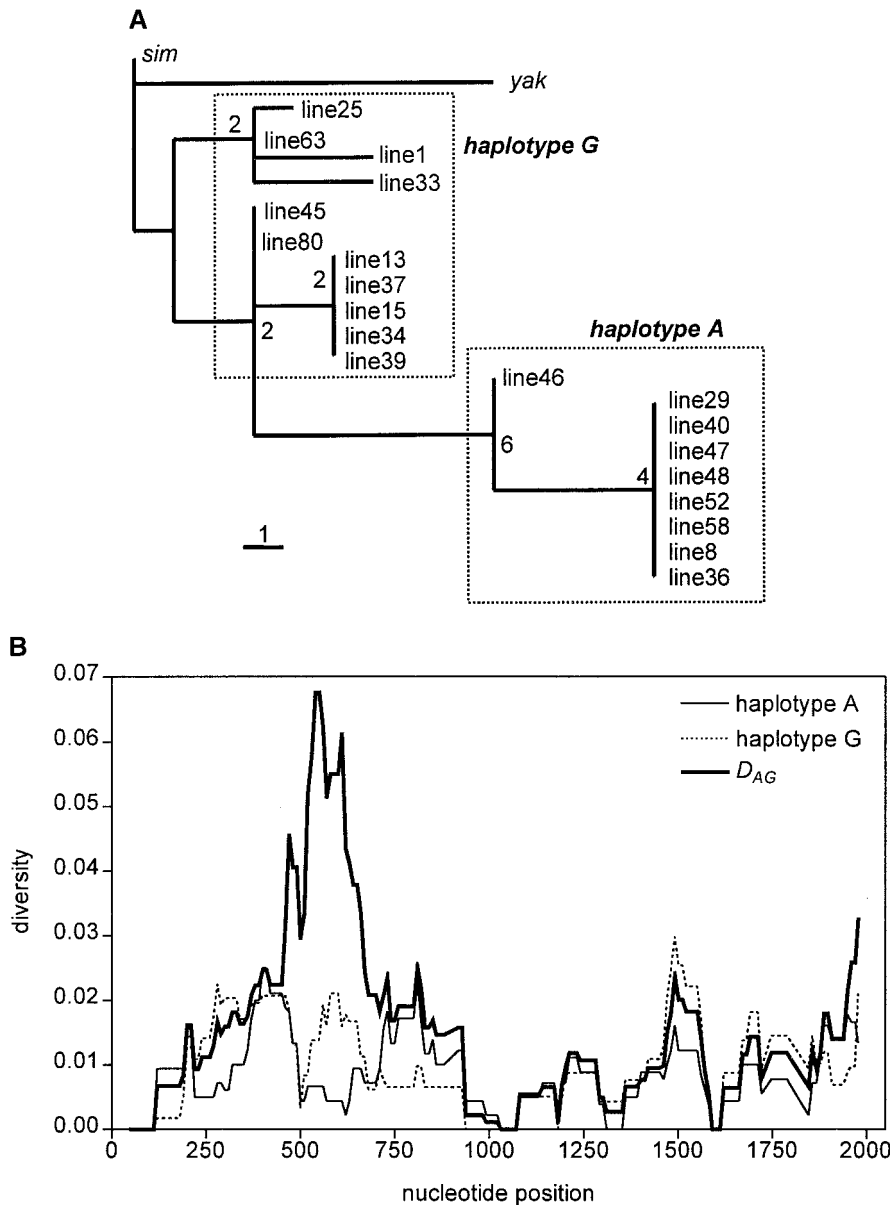 A
sim
yak
line25
2
line63
haplotype G
line1
line33
line45
line80
line13
2
line37
line15
2
line34
line39
haplotype A
line46
line29
line40
6
line47
4
line48
line52
line58
line8
line36
1
B
0.07
0.06
0.05
0.04
0.03
0.02
0.01
0.00
diversity
haplotype A
haplotype G
DAG
0
250
500
750
1000
1250
1500
1750
2000
nucleotide position